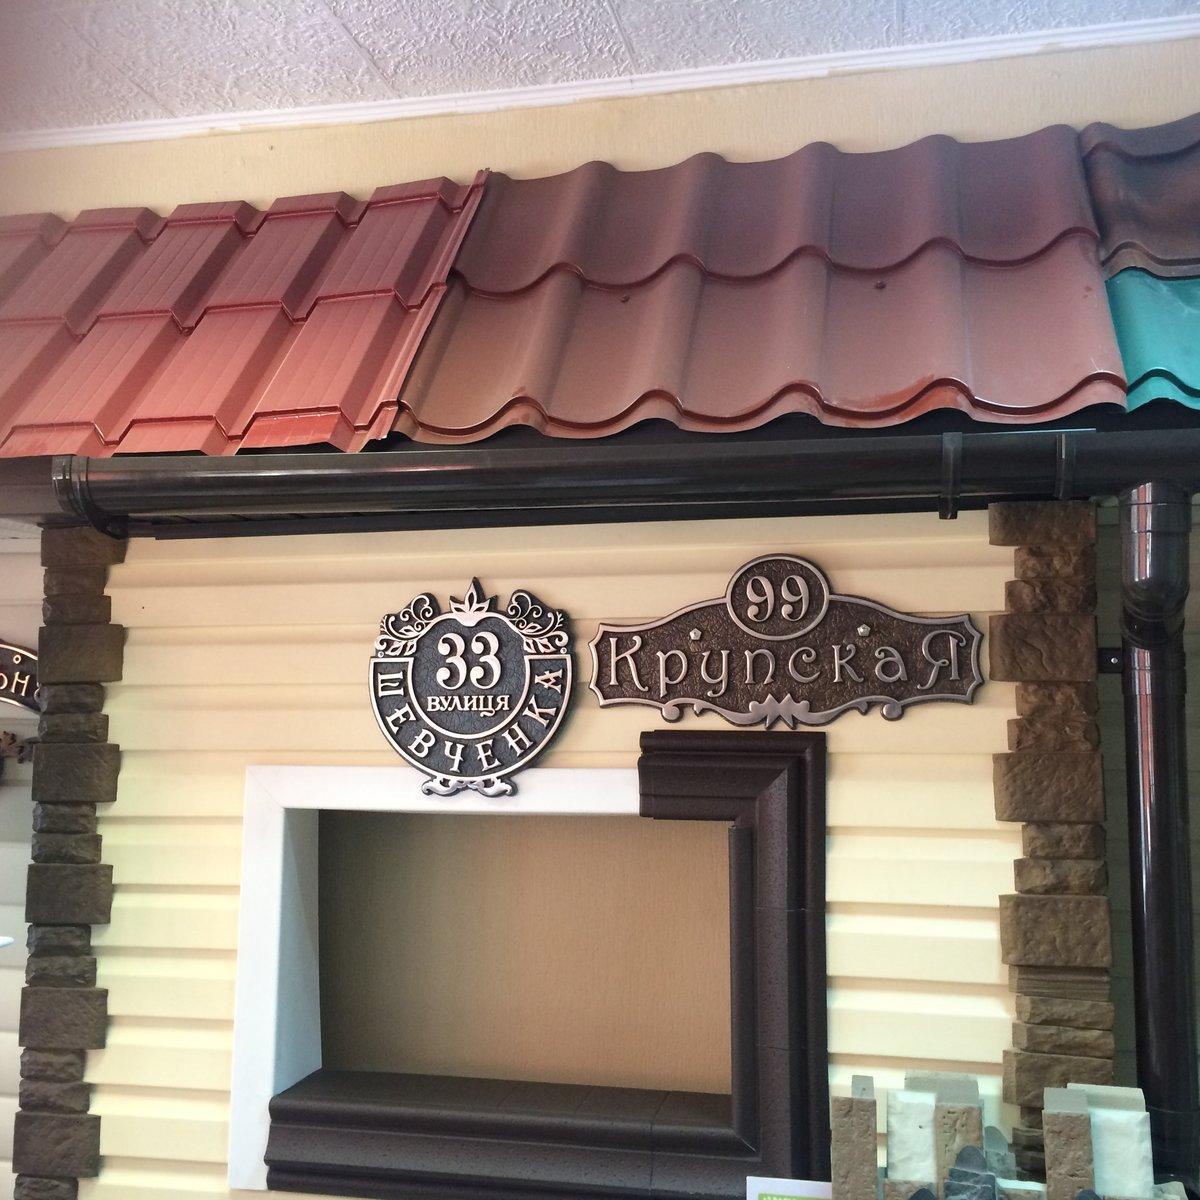 33
вулиця
Шевченка
99
Крупская